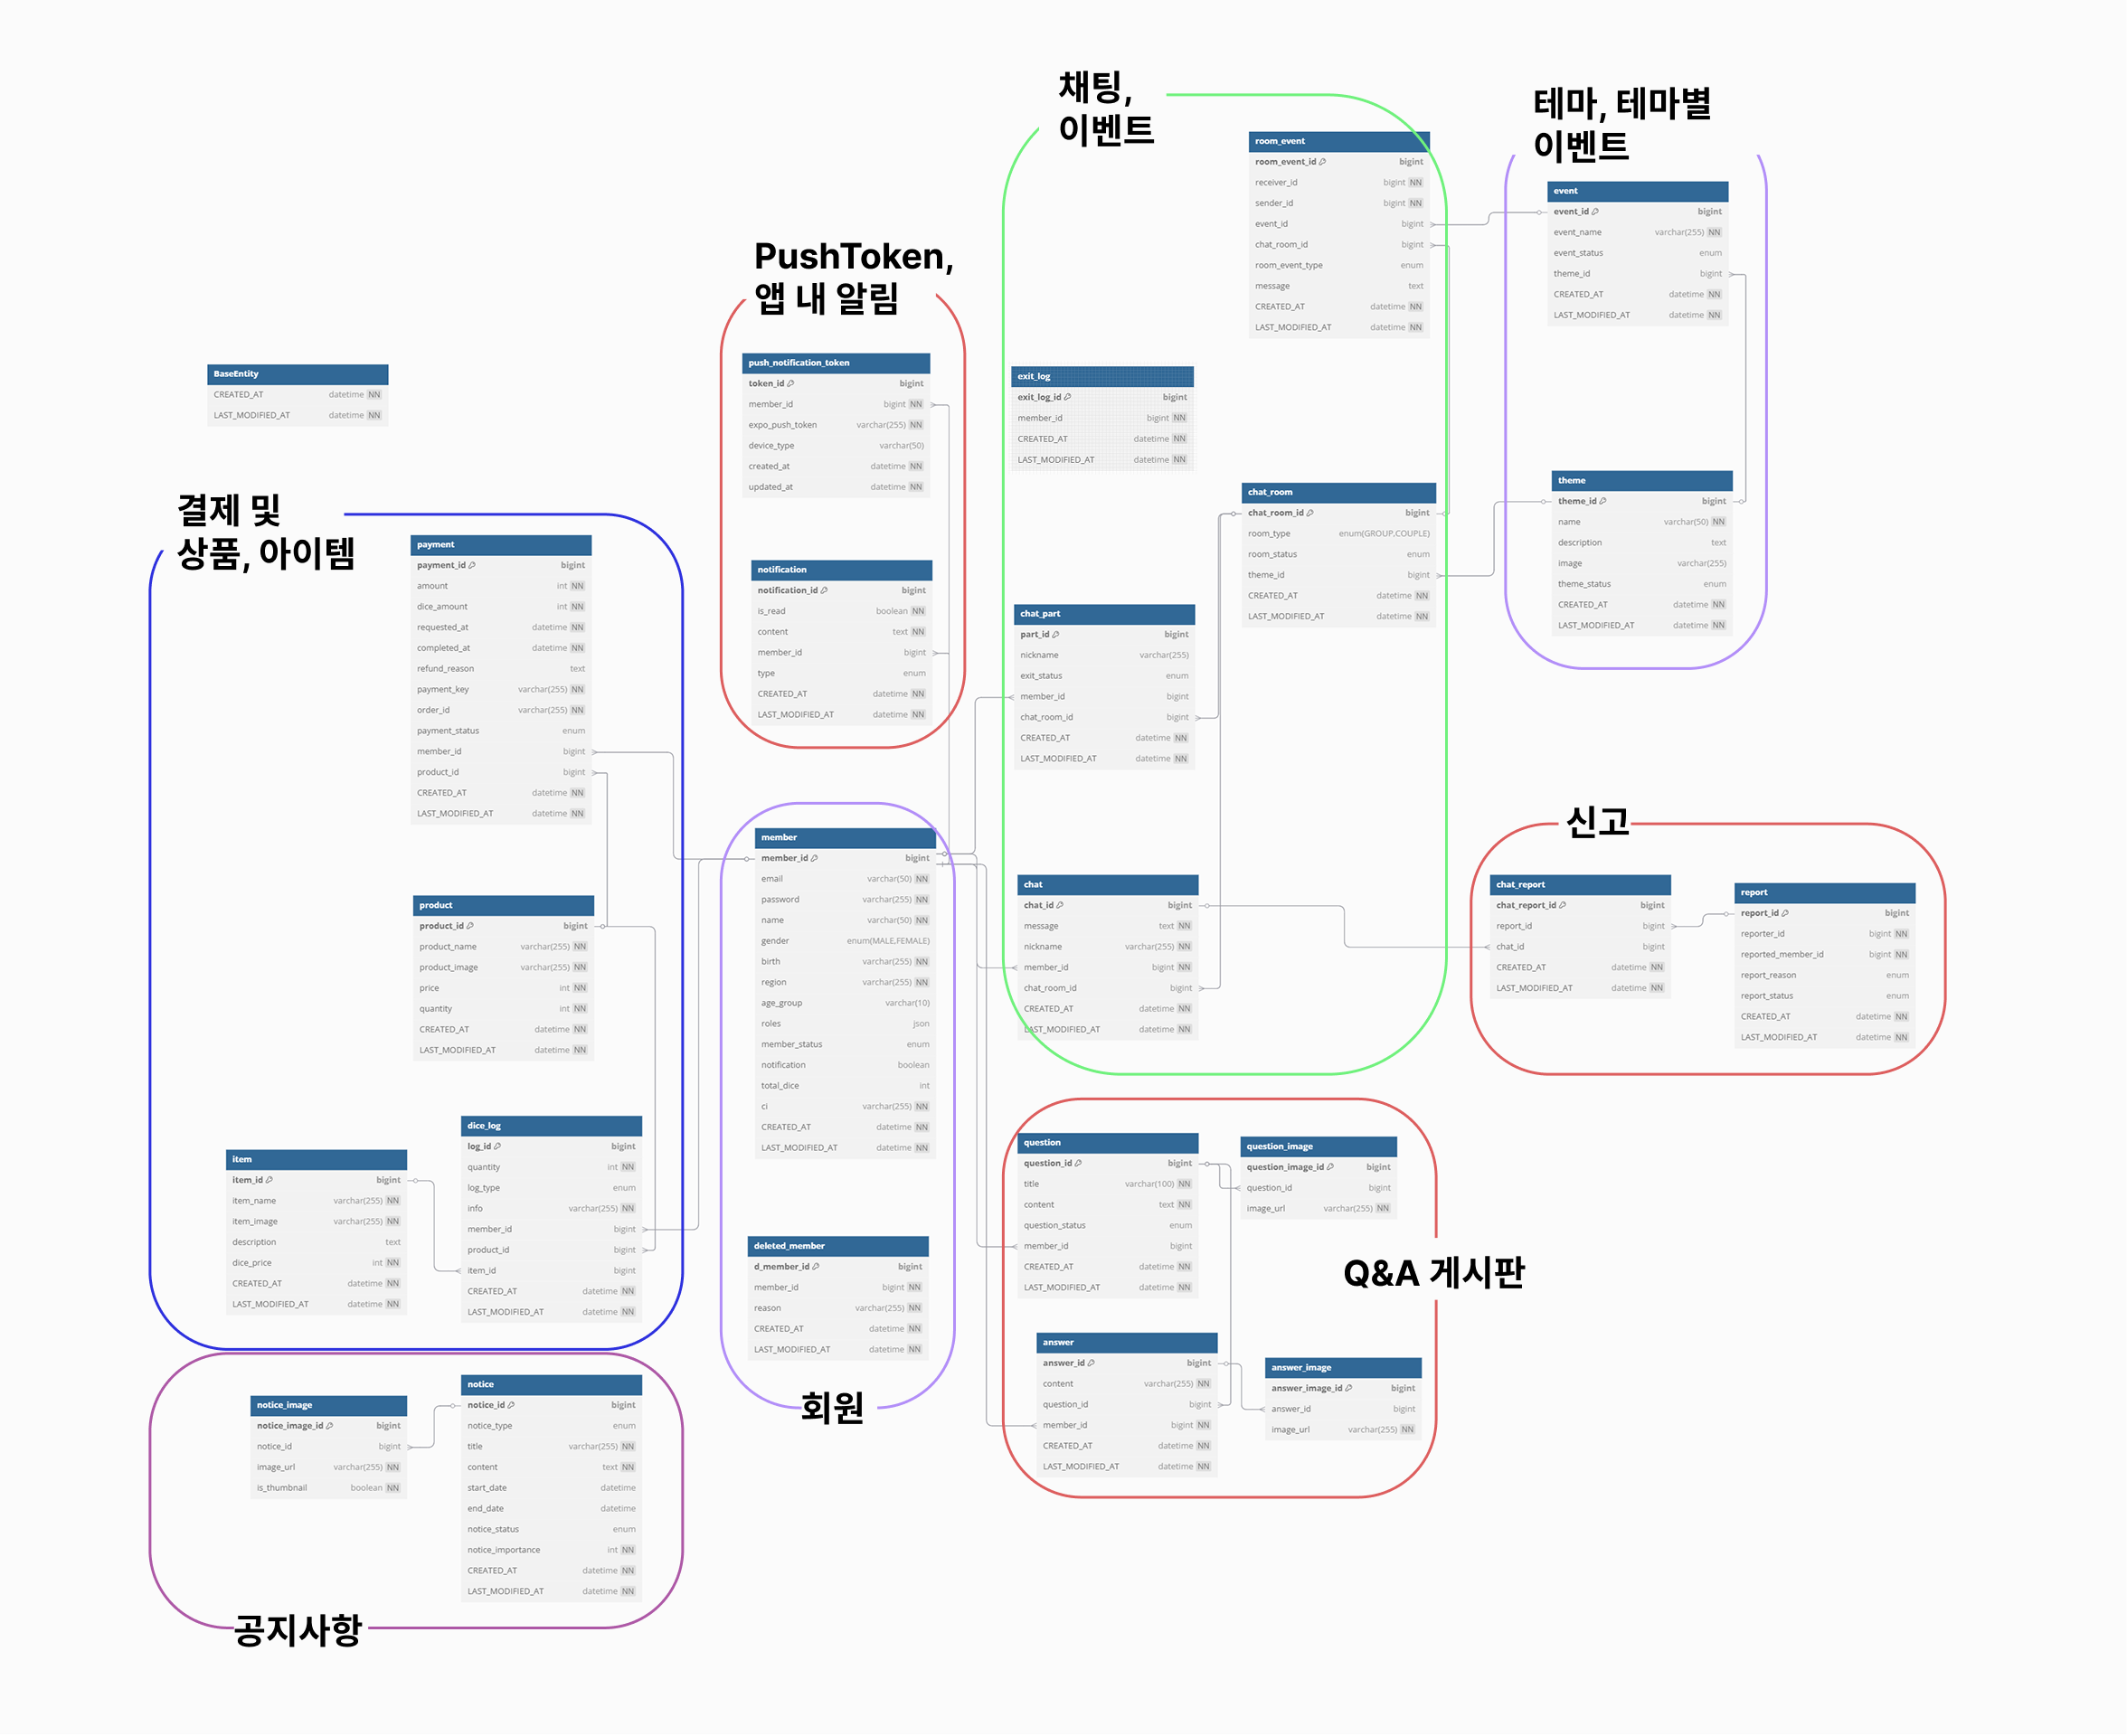 채팅,
이벤트
room_event
room_event_id bigint
receiver_id bigint NN
sender_id bigint NN
event_id bigint
chat_room_id bigint
room_event_type enum
message text
CREATED_AT datetime NN
LAST_MODIFIED_AT datetime NN
exit_log
exit_log_id bigint
member_id bigint NN
CREATED_AT datetime NN
LAST_MODIFIED_AT datetime NN
chat_room
chat_room_id bigint
room_type enum(GROUP,COUPLE)
room_status enum
theme_id bigint
CREATED_AT datetime NN
LAST_MODIFIED_AT datetime NN
chat_part
part_id bigint
nickname varchar(255)
exit_status enum
member_id bigint
chat_room_id bigint
CREATED_AT datetime NN
LAST_MODIFIED_AT datetime NN
chat
chat_id bigint
message text NN
nickname varchar(255) NN
member_id bigint NN
chat_room_id bigint
CREATED_AT datetime NN
LAST_MODIFIED_AT datetime NN
테마, 테마별
이벤트
event
event_id bigint
event_name varchar(255) NN
event_status enum
theme_id bigint
CREATED_AT datetime NN
LAST_MODIFIED_AT datetime NN
theme
theme_id bigint
name varchar(50) NN
description text
image varchar(255)
theme_status enum
CREATED_AT datetime NN
LAST_MODIFIED_AT datetime NN
PushToken,
앱 내 알림
push_notification_token
token_id bigint
member_id bigint NN
expo_push_token varchar(255) NN
device_type varchar(50)
created_at datetime NN
updated_at datetime NN
notification
notification_id bigint
is_read boolean NN
content text NN
member_id bigint
type enum
CREATED_AT datetime NN
LAST_MODIFIED_AT datetime NN
BaseEntity
CREATED_AT datetime NN
LAST_MODIFIED_AT datetime NN
결제 및
상품, 아이템
payment
payment_id bigint
amount int NN
dice_amount int NN
requested_at datetime NN
completed_at datetime NN
refund_reason text
payment_key varchar(255) NN
order_id varchar(255) NN
payment_status enum
member_id bigint
product_id bigint
CREATED_AT datetime NN
LAST_MODIFIED_AT datetime NN
product
product_id bigint
product_name varchar(255) NN
product_image varchar(255) NN
price int NN
quantity int NN
CREATED_AT datetime NN
LAST_MODIFIED_AT datetime NN
dice_log
log_id bigint
quantity int NN
log_type enum
info varchar(255) NN
member_id bigint
product_id bigint
item_id bigint
CREATED_AT datetime NN
LAST_MODIFIED_AT datetime NN
item
item_id bigint
item_name varchar(255) NN
item_image varchar(255) NN
description text
dice_price int NN
CREATED_AT datetime NN
LAST_MODIFIED_AT datetime NN
member
member_id bigint
email varchar(50) NN
password varchar(255) NN
name varchar(50) NN
gender enum(MALE,FEMALE)
birth varchar(255) NN
region varchar(255) NN
age_group varchar(10)
roles json
member_status enum
notification boolean
total_dice int
ci varchar(255) NN
CREATED_AT datetime NN
LAST_MODIFIED_AT datetime NN
deleted_member
d_member_id bigint
member_id bigint NN
reason varchar(255) NN
CREATED_AT datetime NN
LAST_MODIFIED_AT datetime NN
회원
신고
chat_report
chat_report_id bigint
report_id bigint
chat_id bigint
CREATED_AT datetime NN
LAST_MODIFIED_AT datetime NN
report
report_id bigint
reporter_id bigint NN
reported_member_id bigint NN
report_reason enum
report_status enum
CREATED_AT datetime NN
LAST_MODIFIED_AT datetime NN
question
question_id bigint
title varchar(100) NN
content text NN
question_status enum
member_id bigint
CREATED_AT datetime NN
LAST_MODIFIED_AT datetime NN
question_image
question_image_id bigint
question_id bigint
image_url varchar(255) NN
Q&A 게시판
answer
answer_id bigint
content varchar(255) NN
question_id bigint
member_id bigint NN
CREATED_AT datetime NN
LAST_MODIFIED_AT datetime NN
answer_image
answer_image_id bigint
answer_id bigint
image_url varchar(255) NN
notice_image
notice_image_id bigint
notice_id bigint
image_url varchar(255) NN
is_thumbnail boolean NN
notice
notice_id bigint
notice_type enum
title varchar(255) NN
content text NN
start_date datetime
end_date datetime
notice_status enum
notice_importance int NN
CREATED_AT datetime NN
LAST_MODIFIED_AT datetime NN
공지사항